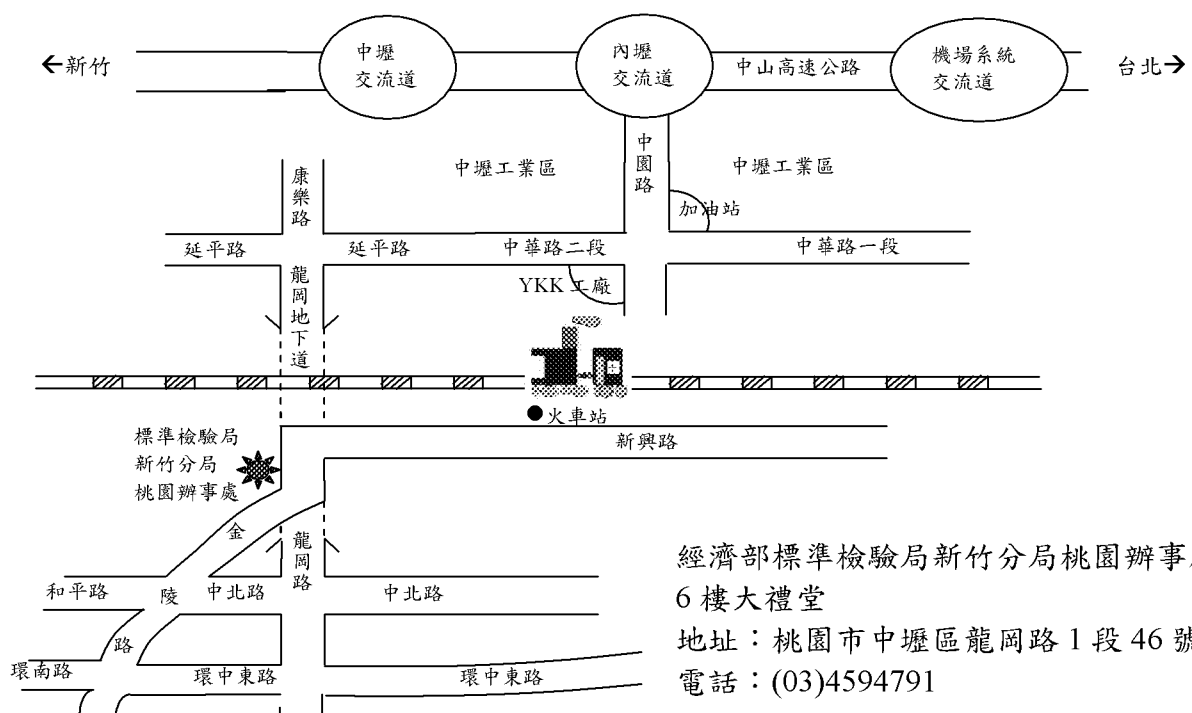 ←新竹
中壢
交流道
內壢
交流道
中山高速公路
機場系統
交流道
台北→
康樂路
中壢工業區
中園路
中壢工業區
加油站
延平路
延平路
中華路二段
中華路一段
龍岡地下道
YKK 工廠
火車站
新興路
標準檢驗局
新竹分局
桃園辦事處
金陵路
龍岡路
和平路
中北路
中北路
環南路
環中東路
環中東路
經濟部標準檢驗局新竹分局桃園辦事
6 樓大禮堂
地址：桃園市中壢區龍岡路 1 段 46 號
電話：(03)4594791